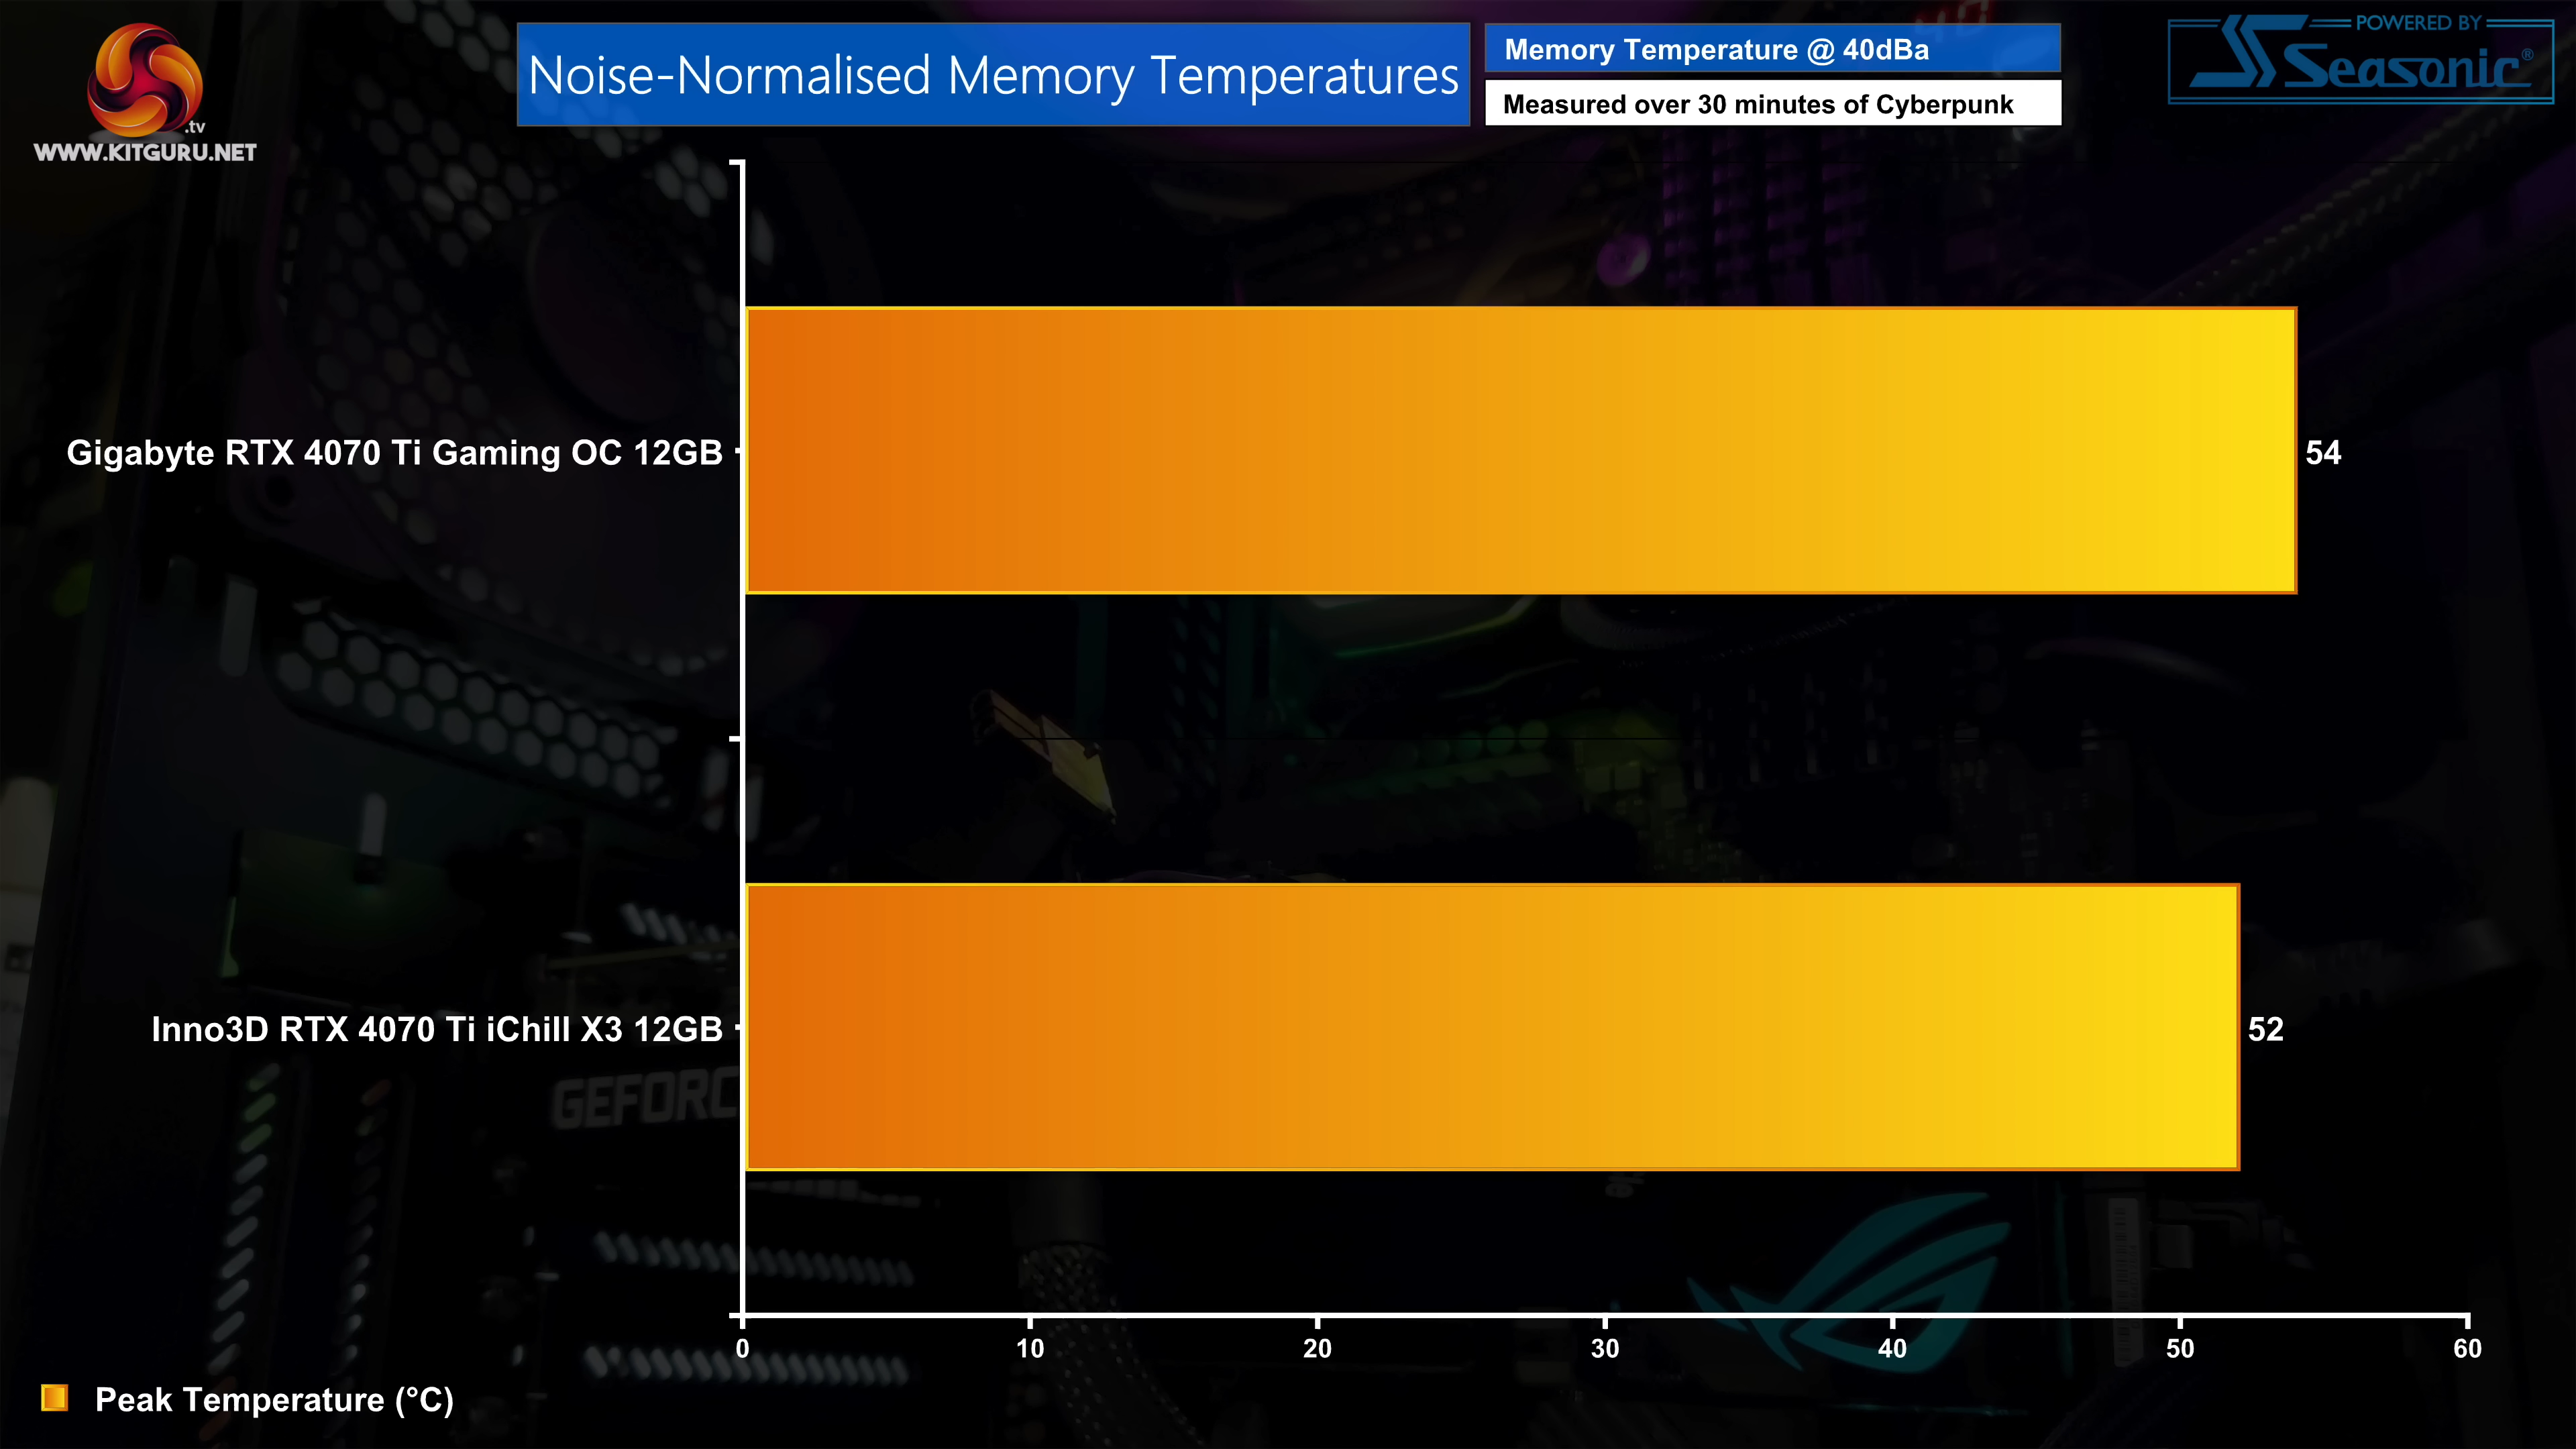 .tv
WWW.KITGURU.NET
Noise-Normalised Memory Temperatures
Memory Temperature @ 40dBa
Measured over 30 minutes of Cyberpunk
POWERED BY
Seasonic®
Gigabyte RTX 4070 Ti Gaming OC 12GB
54
Inno3D RTX 4070 Ti iChill X3 12GB
52
GEFORC
0 10 20 30 40 50 60
Peak Temperature (°C)